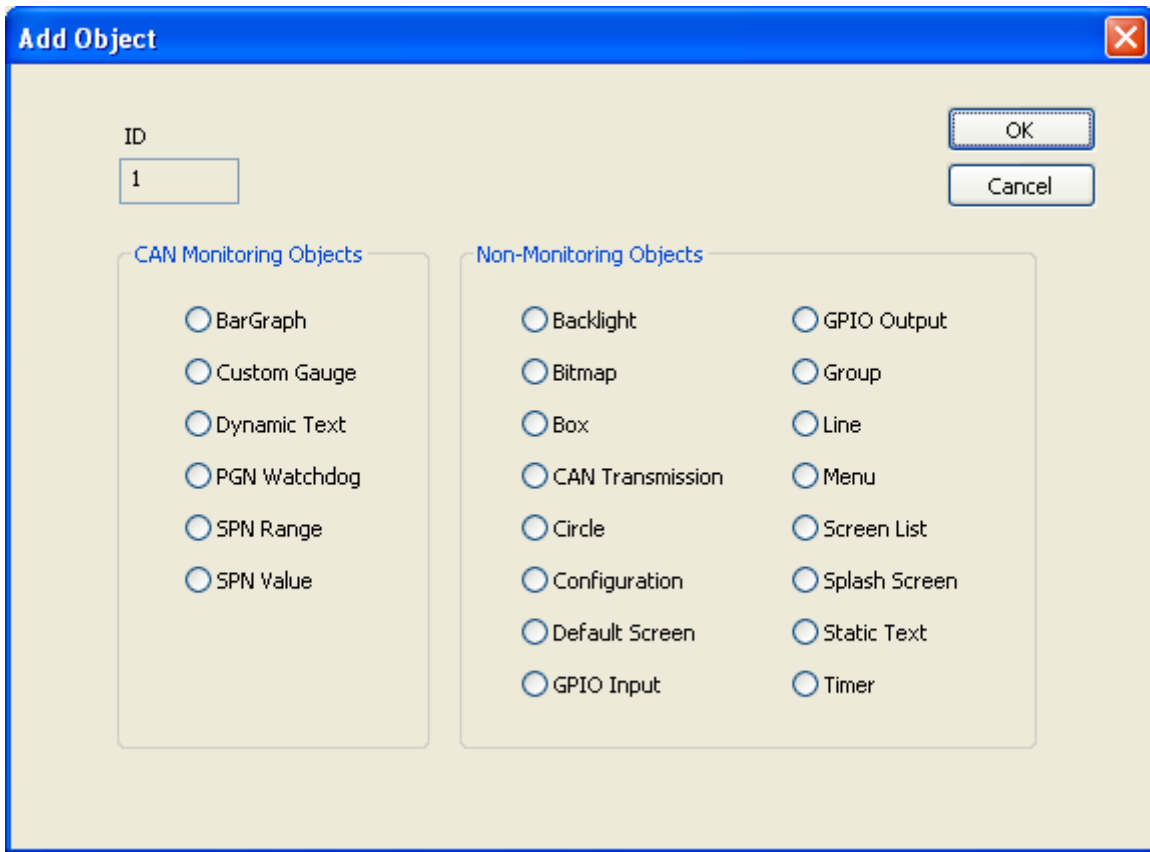 Add Object
ID
1
OK
Cancel
CAN Monitoring Objects
BarGraph
Custom Gauge
Dynamic Text
PGN Watchdog
SPN Range
SPN Value
Non-Monitoring Objects
Backlight
Bitmap
Box
CAN Transmission
Circle
Configuration
Default Screen
GPIO Input
GPIO Output
Group
Line
Menu
Screen List
Splash Screen
Static Text
Timer